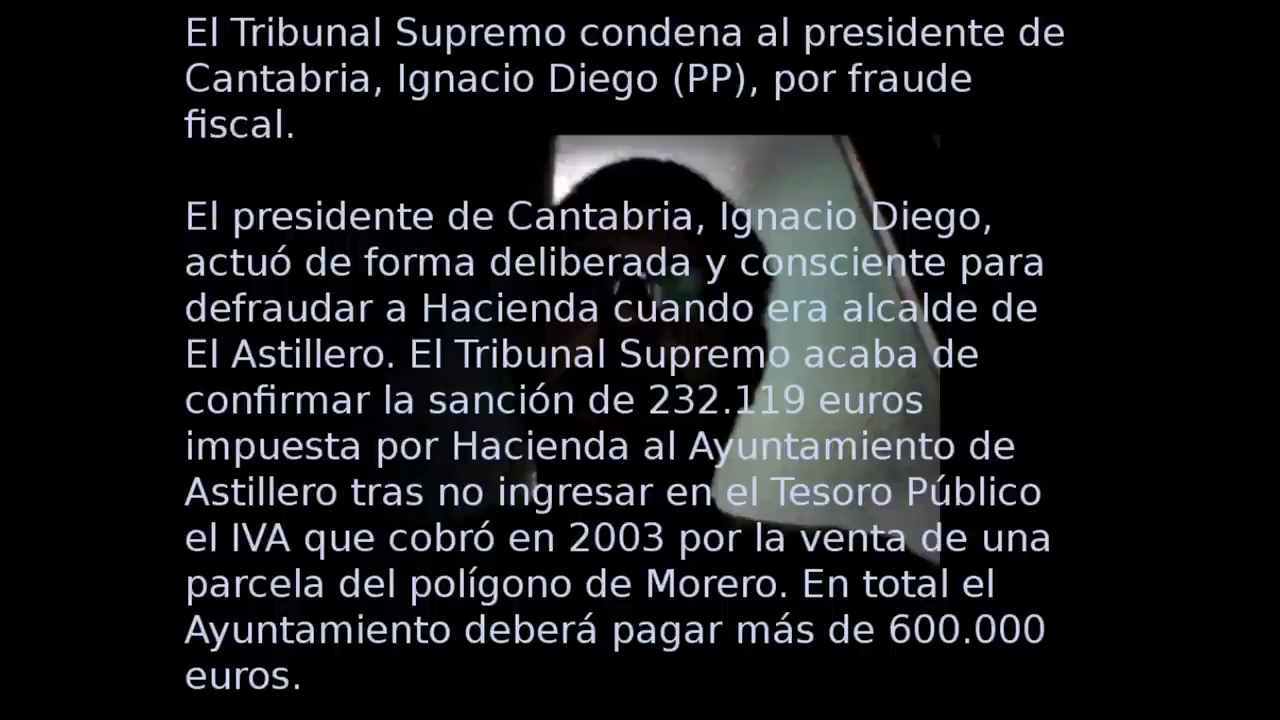 El Tribunal Supremo condena al presidente de
Cantabria, Ignacio Diego (PP), por fraude
fiscal.
El presidente de Cantabria, Ignacio Diego,
actuó de forma deliberada y consciente para
defraudar a Hacienda cuando era alcalde de
El Astillero. El Tribunal Supremo acaba de
confirmar la sanción de 232.119 euros
impuesta por Hacienda al Ayuntamiento de
Astillero tras no ingresar en el Tesoro Público
el IVA que cobró en 2003 por la venta de una
parcela del polígono de Morero. En total el
Ayuntamiento deberá pagar más de 600.000
euros.